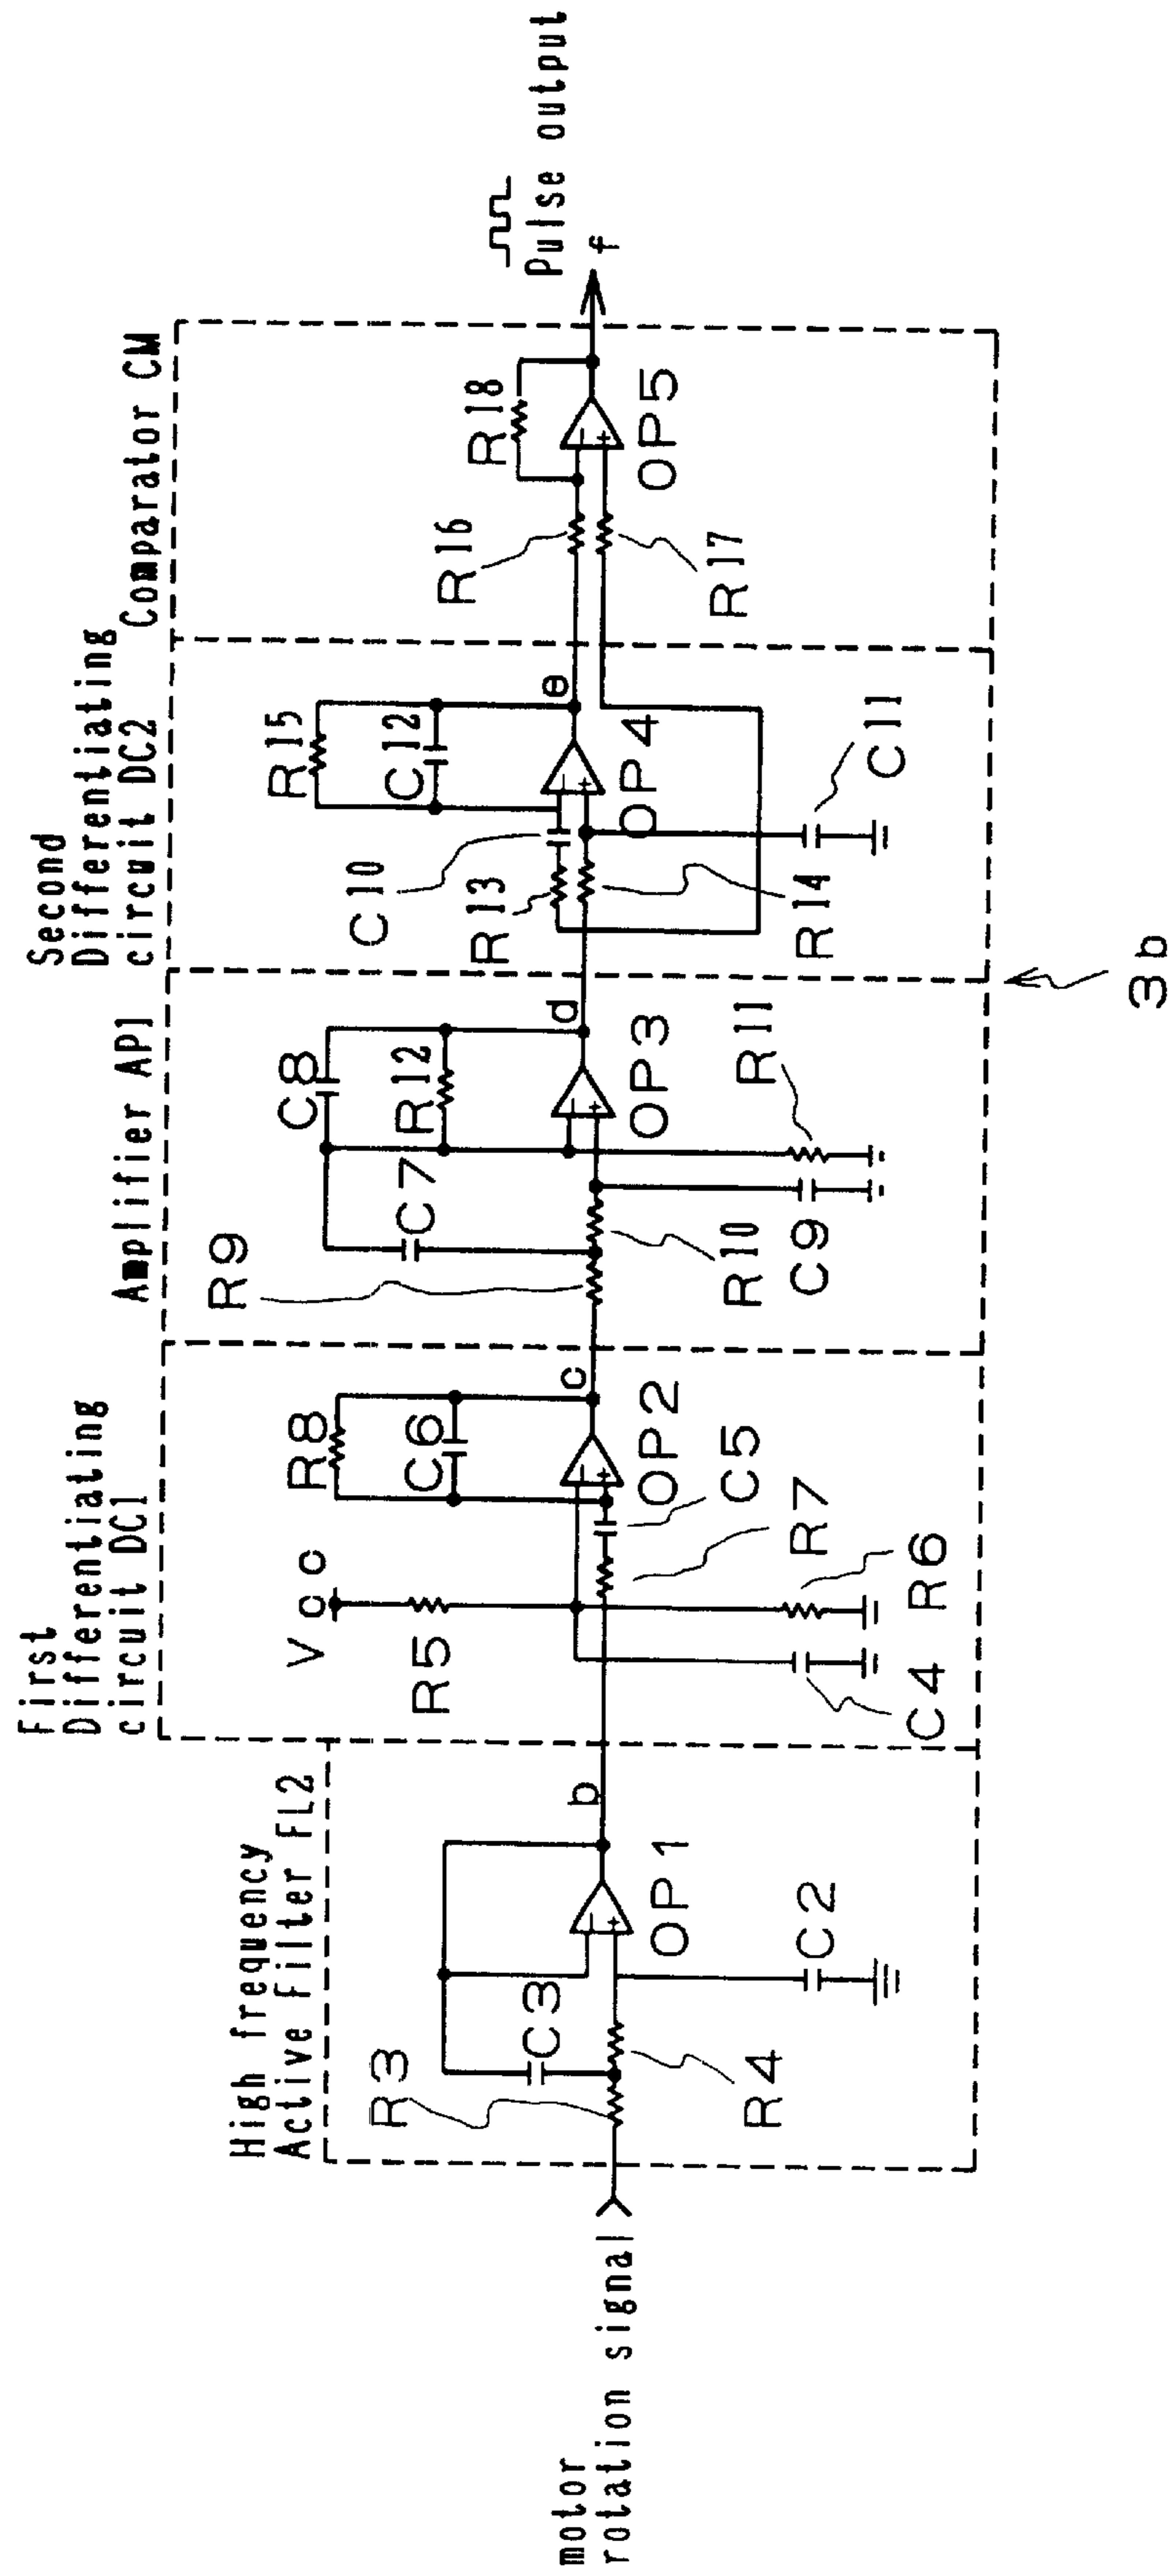 High frequency
Active Filter FL2
First
Differentiating
circuit DC1
Amplifier AP1
Second
Differentiating
circuit DC2
Comparator CM
motor
rotation signal
R3
C3
R4
OP1
C2
b
Vcc
R5
R8
C6
OP2
C5
R7
R6
C4
c
R9
C7
C8
R12
OP3
R10
C9
R11
d
C10
R13
R15
C12
OP4
R14
C11
e
R16
R18
OP5
R17
Pulse output
f
3b